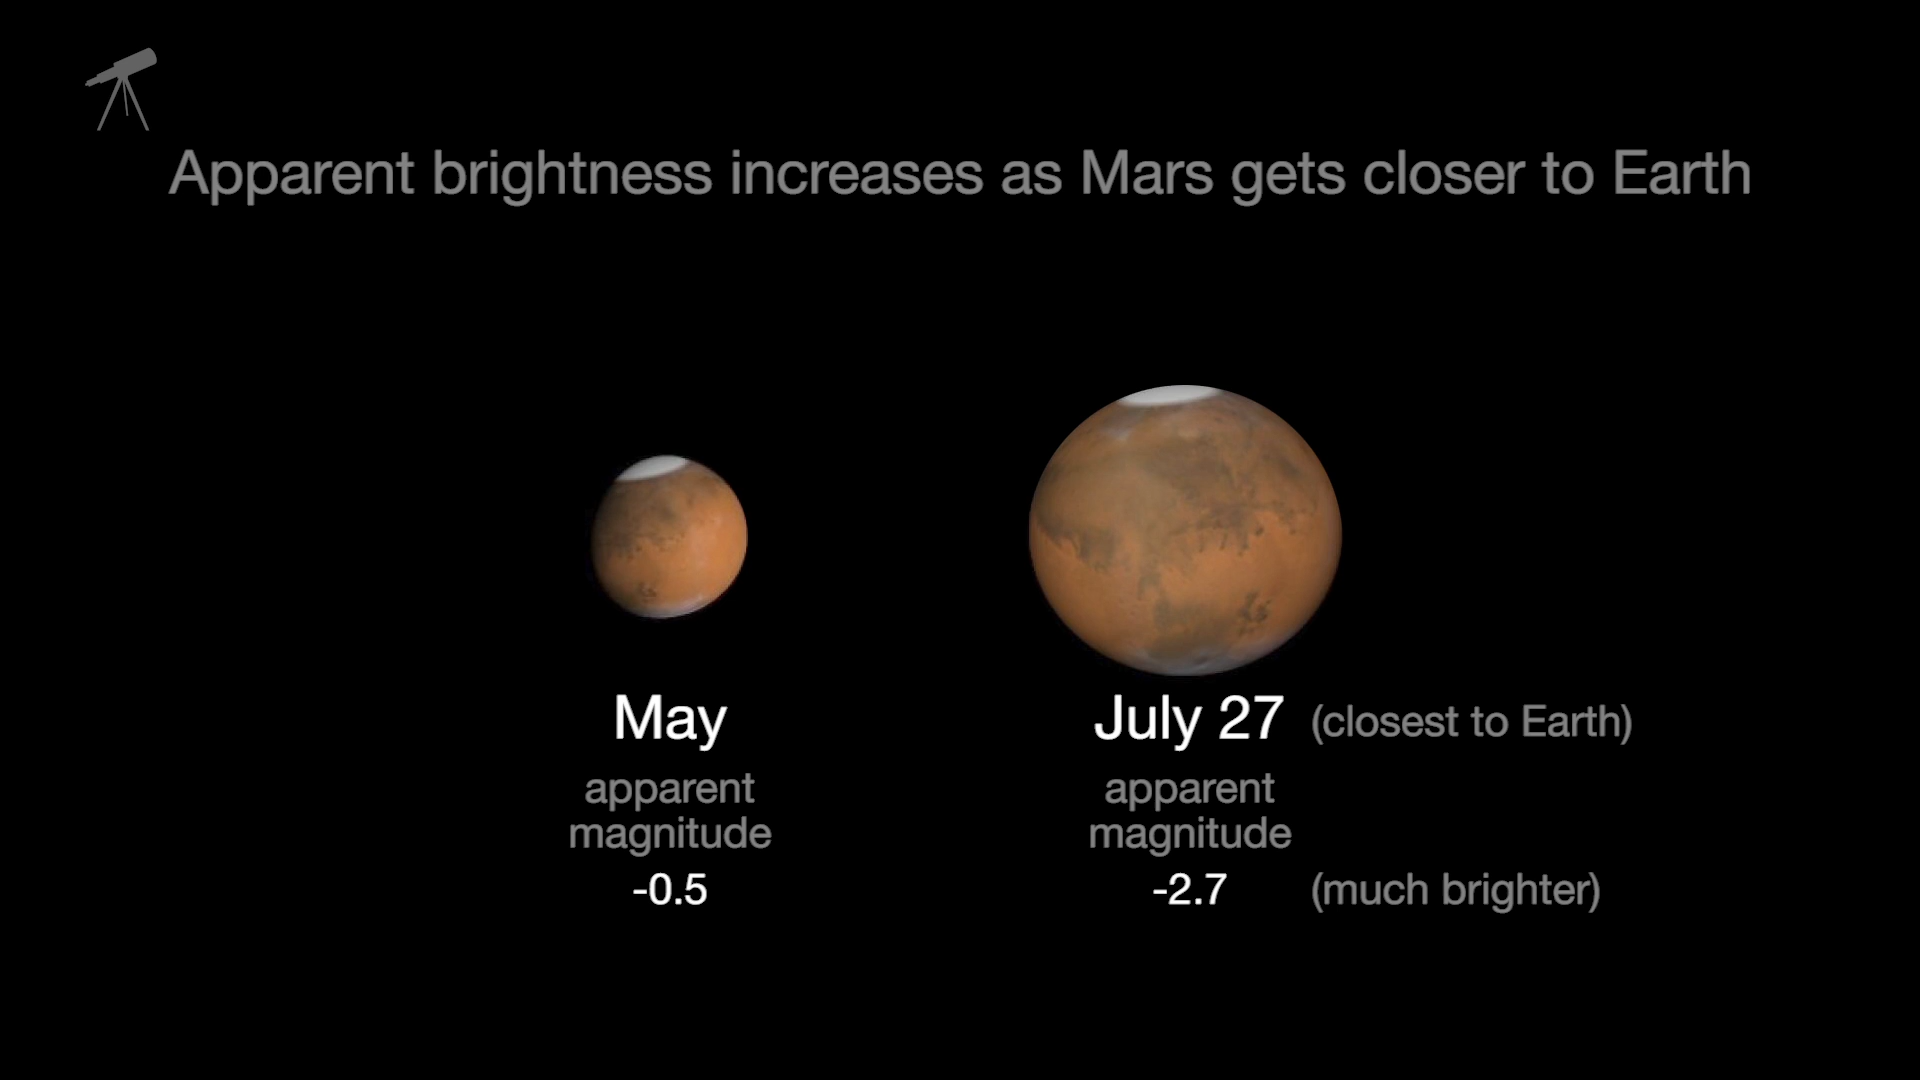 Apparent brightness increases as Mars gets closer to Earth
May
July 27 (closest to Earth)
apparent
magnitude
apparent
magnitude
-0.5
-2.7 (much brighter)